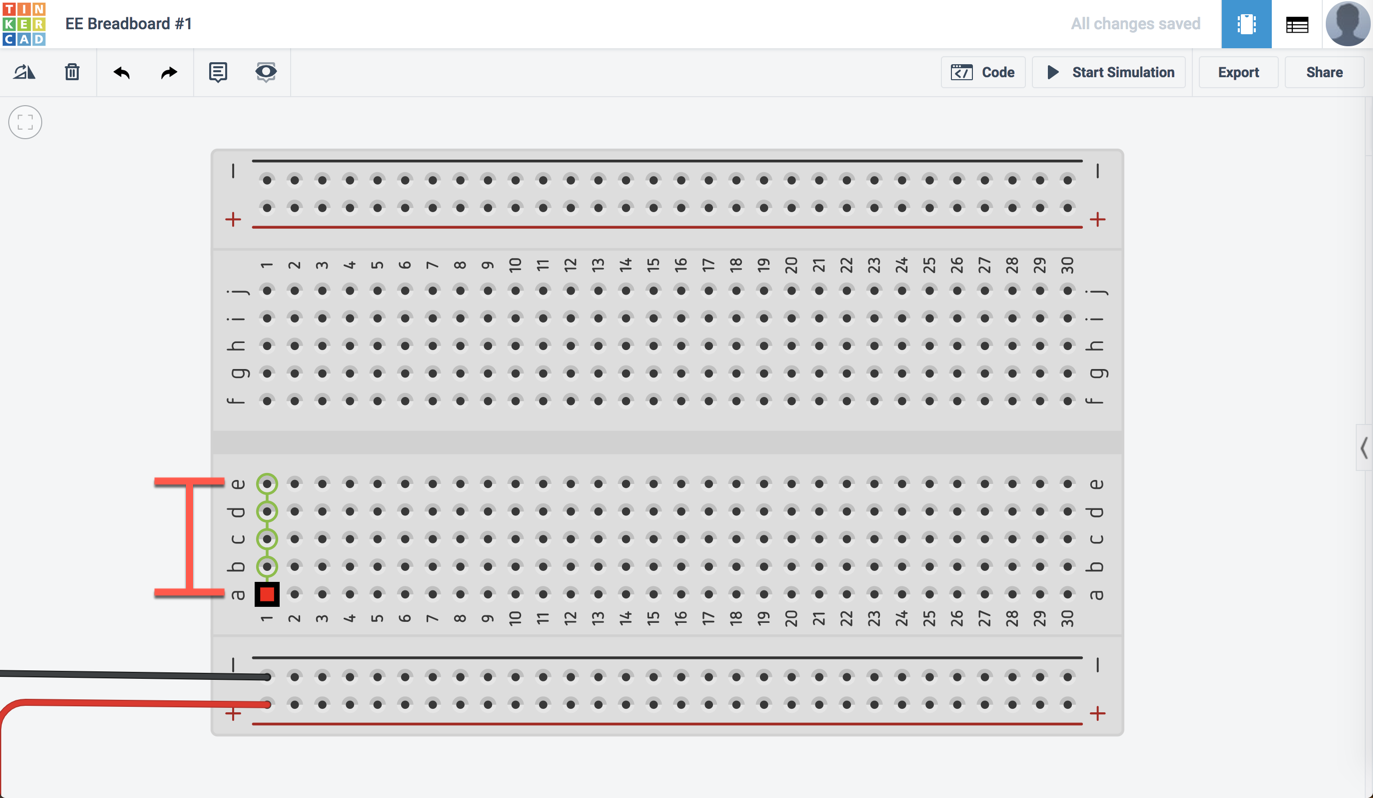 TIN
KER
CAD
EE Breadboard #1
All changes saved
Code
Start Simulation
Export
Share
1 2 3 4 5 6 7 8 9 10 11 12 13 14 15 16 17 18 19 20 21 22 23 24 25 26 27 28 29 30
j j
i i
h h
g g
f f
e e
d d
c c
b b
a a
1 2 3 4 5 6 7 8 9 10 11 12 13 14 15 16 17 18 19 20 21 22 23 24 25 26 27 28 29 30